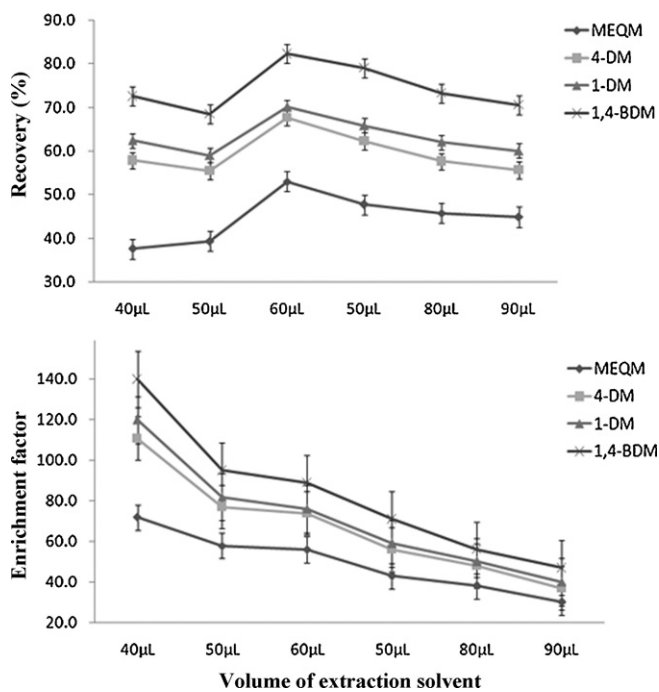 Recovery (%)
90.0
80.0
70.0
60.0
50.0
40.0
30.0
40µL 50µL 60µL 50µL 80µL 90µL
MEQM
4-DM
1-DM
1,4-BDM
Enrichment factor
140.0
120.0
100.0
80.0
60.0
40.0
20.0
40µL 50µL 60µL 50µL 80µL 90µL
MEQM
4-DM
1-DM
1,4-BDM
Volume of extraction solvent